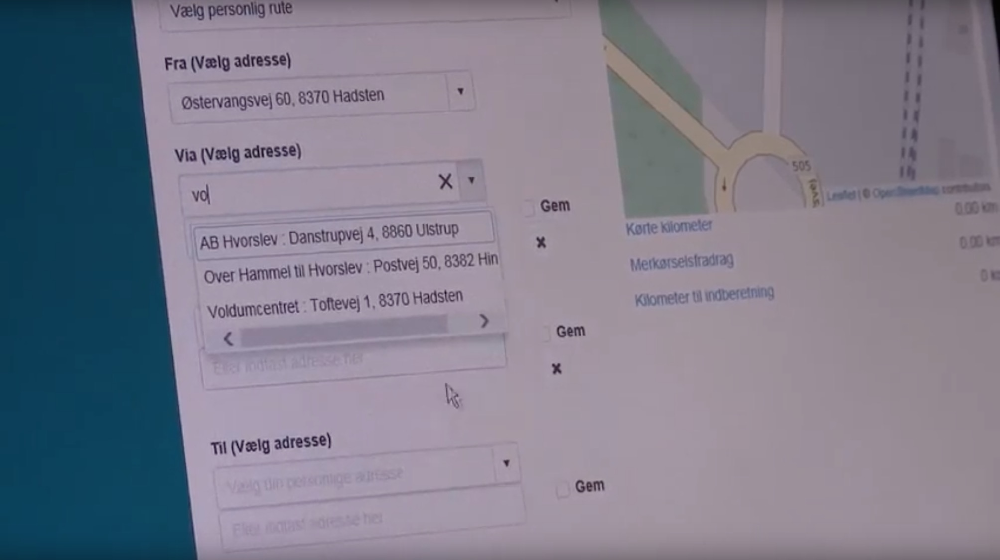 Vælg personlig rute
Fra (Vælg adresse)
Østervangsvej 60, 8370 Hadsten
Via (Vælg adresse)
vo
AB Hvorslev : Danstrupvej 4, 8860 Ulstrup
Over Hammel til Hvorslev : Postvej 50, 8382 Hin
Voldumcentret : Toftevej 1, 8370 Hadsten
Eller indtast adresse her
Gem
Gem
Til (Vælg adresse)
Vælg din personlige adresse
Eller indtast adresse her
Gem
505
Leaflet | © OpenStreetMap contributors
Kørte kilometer 0.00 km
Merkørselsfradrag 0.00 km
Kilometer til indberetning 0